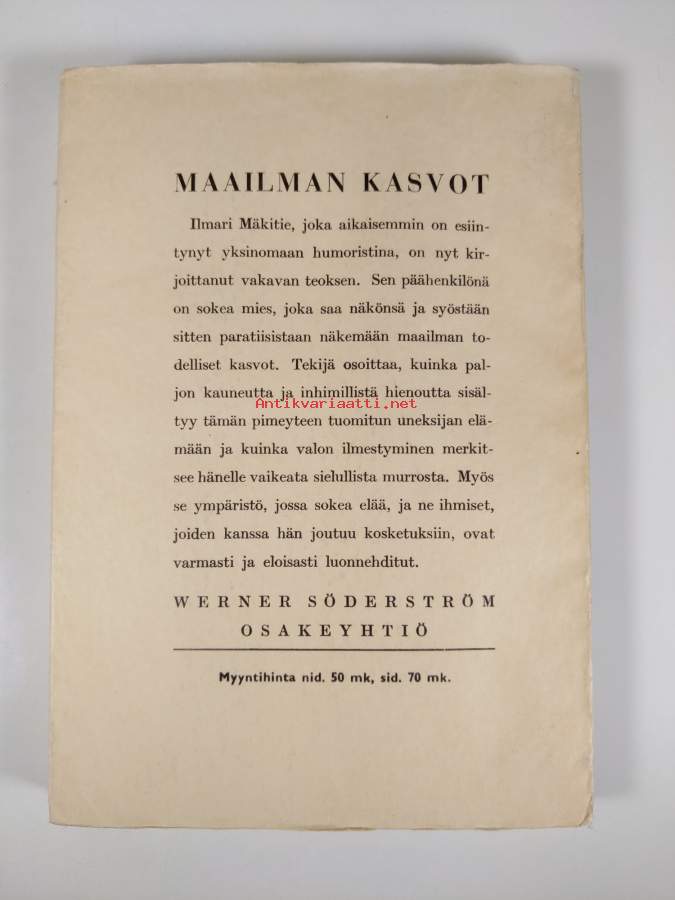 MAAILMAN KASVOT
Ilmari Mäkitie, joka aikaisemmin on esiin-
tynyt yksinomaan humoristina, on nyt kir-
joittanut vakavan teoksen. Sen päähenkilönä
on sokea mies, joka saa näkönsä ja syöstään
sitten paratiisistaan näkemään maailman to-
delliset kasvot. Tekijä osoittaa, kuinka pal-
jon kauneutta ja inhimillistä hienoutta sisäl-
Antikvariaatti.net
tyy tämän pimeyteen tuomitun uneksijan elä-
mään ja kuinka valon ilmestyminen merkit-
see hänelle vaikeata sielullista murrosta. Myös
se ympäristö, jossa sokea elää, ja ne ihmiset,
joiden kanssa hän joutuu kosketuksiin, ovat
varmasti ja eloisasti luonnehditut.
WERNER SÖDERSTRÖM
OSAKEYHTIÖ
Myyntihinta nid. 50 mk, sid. 70 mk.